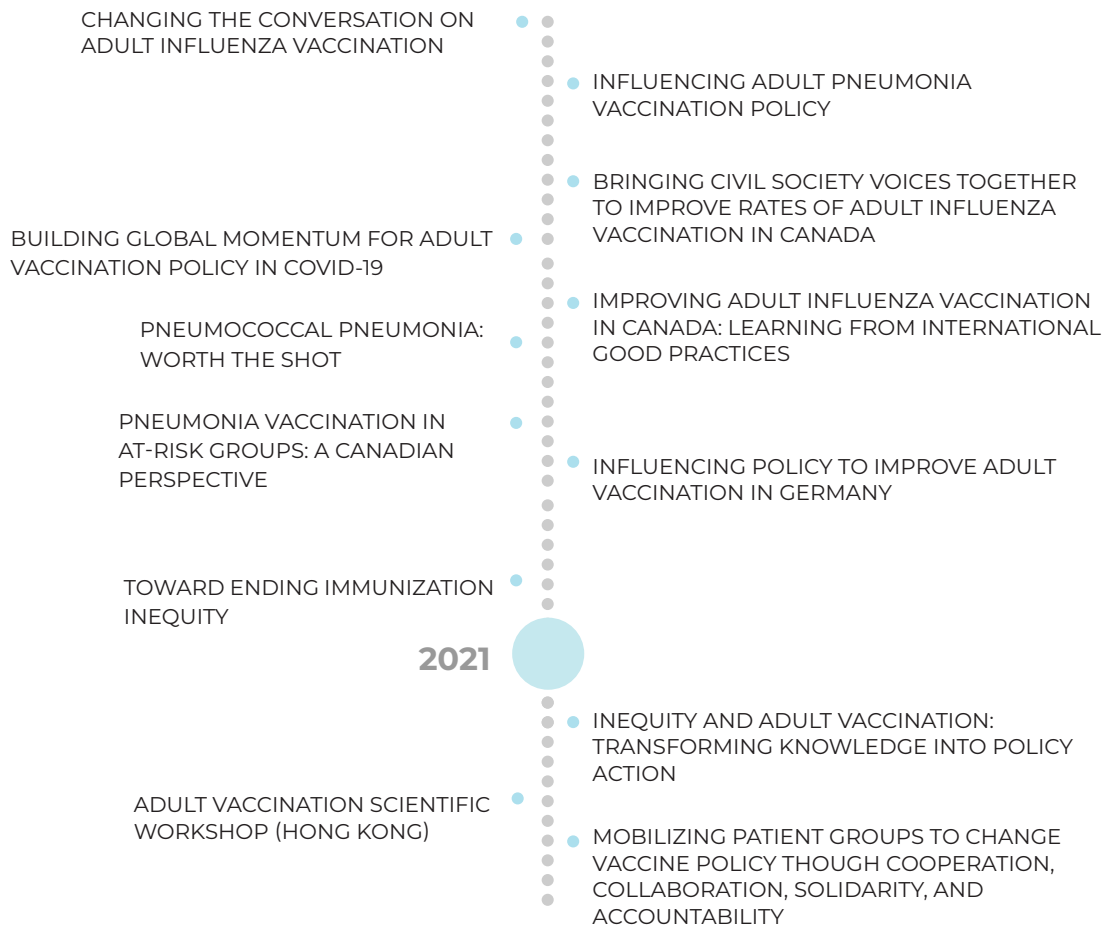 CHANGING THE CONVERSATION ON
ADULT INFLUENZA VACCINATION
INFLUENCING ADULT PNEUMONIA
VACCINATION POLICY
BRINGING CIVIL SOCIETY VOICES TOGETHER
TO IMPROVE RATES OF ADULT INFLUENZA
VACCINATION IN CANADA
BUILDING GLOBAL MOMENTUM FOR ADULT
VACCINATION POLICY IN COVID-19
IMPROVING ADULT INFLUENZA VACCINATION
IN CANADA: LEARNING FROM INTERNATIONAL
GOOD PRACTICES
PNEUMOCOCCAL PNEUMONIA:
WORTH THE SHOT
PNEUMONIA VACCINATION IN
AT-RISK GROUPS: A CANADIAN
PERSPECTIVE
INFLUENCING POLICY TO IMPROVE ADULT
VACCINATION IN GERMANY
TOWARD ENDING IMMUNIZATION
INEQUITY
2021
INEQUITY AND ADULT VACCINATION:
TRANSFORMING KNOWLEDGE INTO POLICY
ACTION
ADULT VACCINATION SCIENTIFIC
WORKSHOP (HONG KONG)
MOBILIZING PATIENT GROUPS TO CHANGE
VACCINE POLICY THOUGH COOPERATION,
COLLABORATION, SOLIDARITY, AND
ACCOUNTABILITY